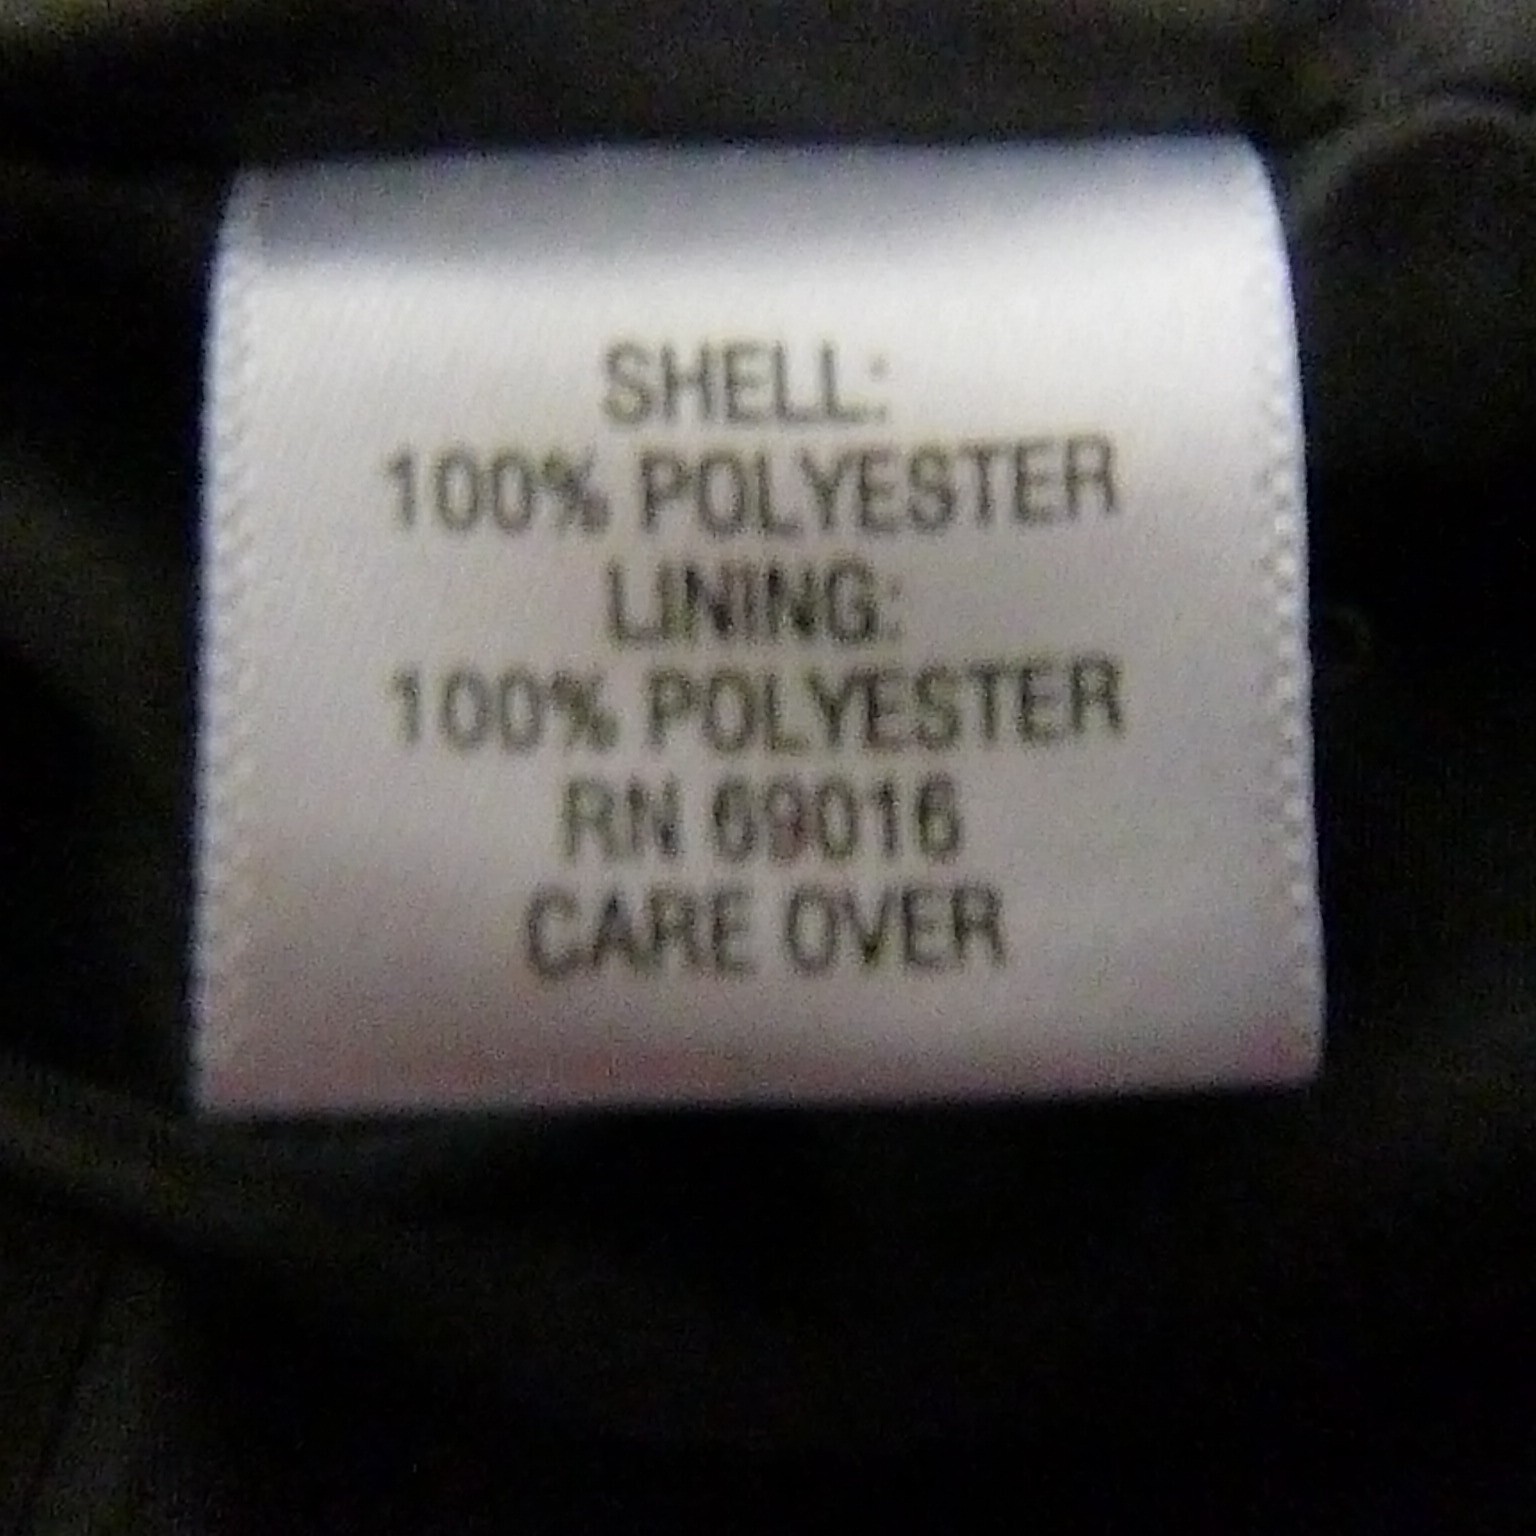 SHELL:
100% POLYESTER
LINING:
100% POLYESTER
RN 69016
CARE OVER